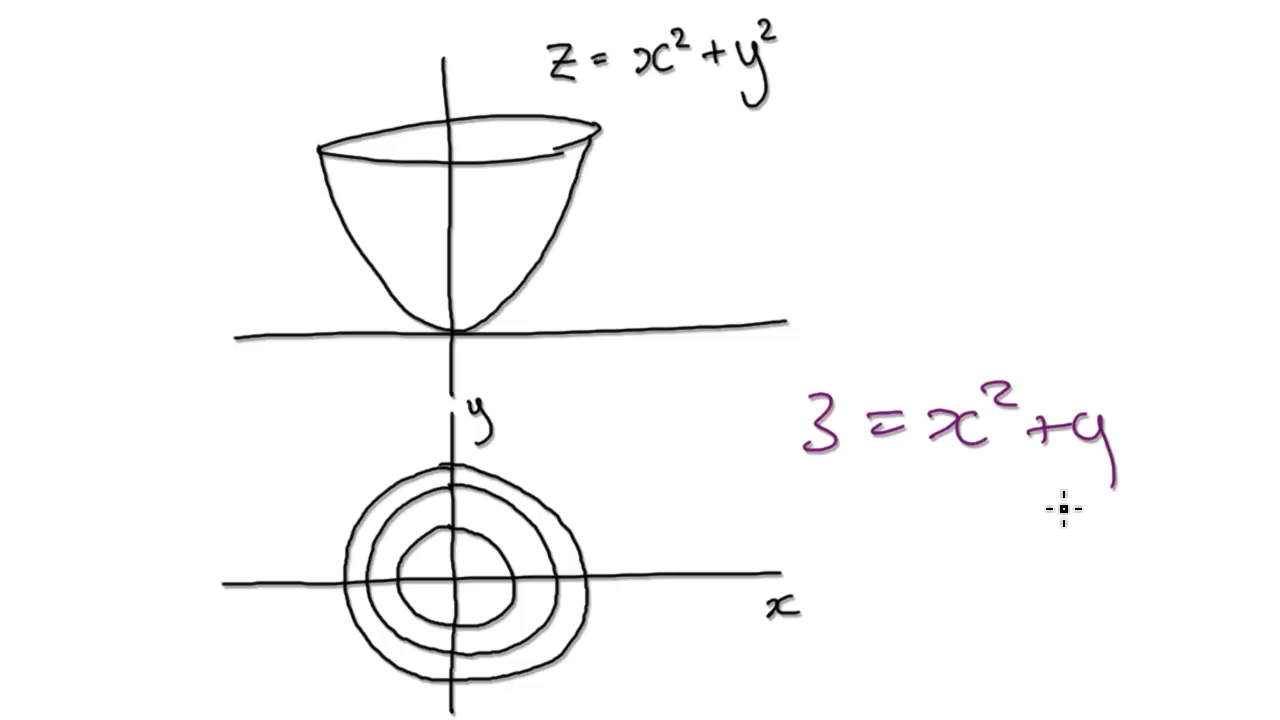 z = x² + y²
y
3 = x² + y
x